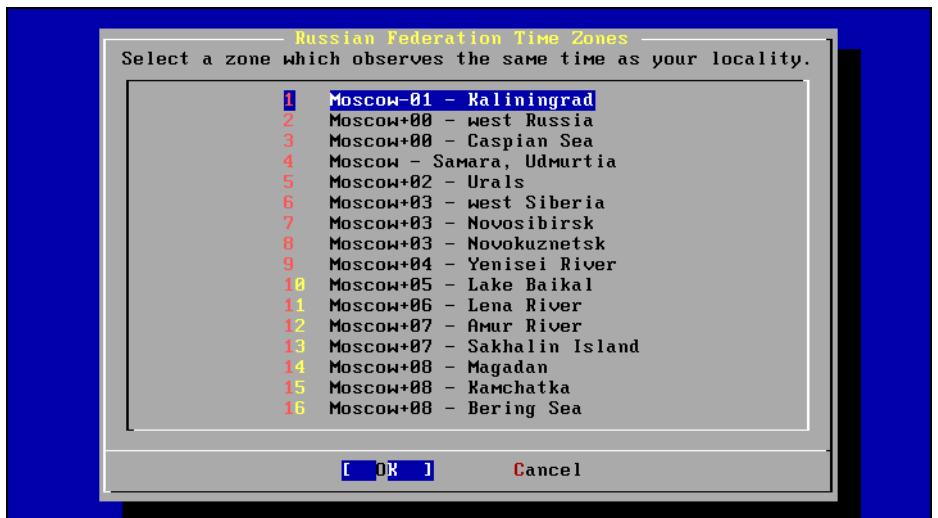 Russian Federation Time Zones
Select a zone which observes the same time as your locality.
1 Moscow-01 - Kaliningrad
2 Moscow+00 - west Russia
3 Moscow+00 - Caspian Sea
4 Moscow - Samara, Udmurtia
5 Moscow+02 - Urals
6 Moscow+03 - west Siberia
7 Moscow+03 - Novosibirsk
8 Moscow+03 - Novokuznetsk
9 Moscow+04 - Yenisei River
10 Moscow+05 - Lake Baikal
11 Moscow+06 - Lena River
12 Moscow+07 - Amur River
13 Moscow+07 - Sakhalin Island
14 Moscow+08 - Magadan
15 Moscow+08 - Kamchatka
16 Moscow+08 - Bering Sea
[ OK ] Cancel